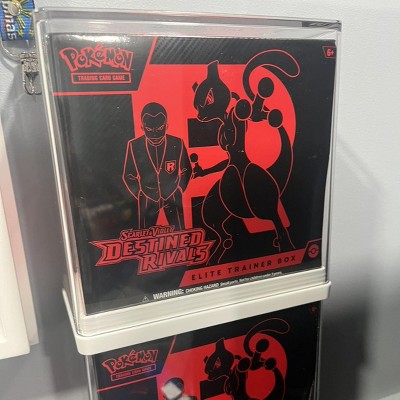 POKÉMON
TRADING CARD GAME
6+
R
SCARLET & VIOLET
DESTINED
RIVALS
ELITE TRAINER BOX
WARNING: CHOKING HAZARD
POKÉMON
TRADING CARD GAME